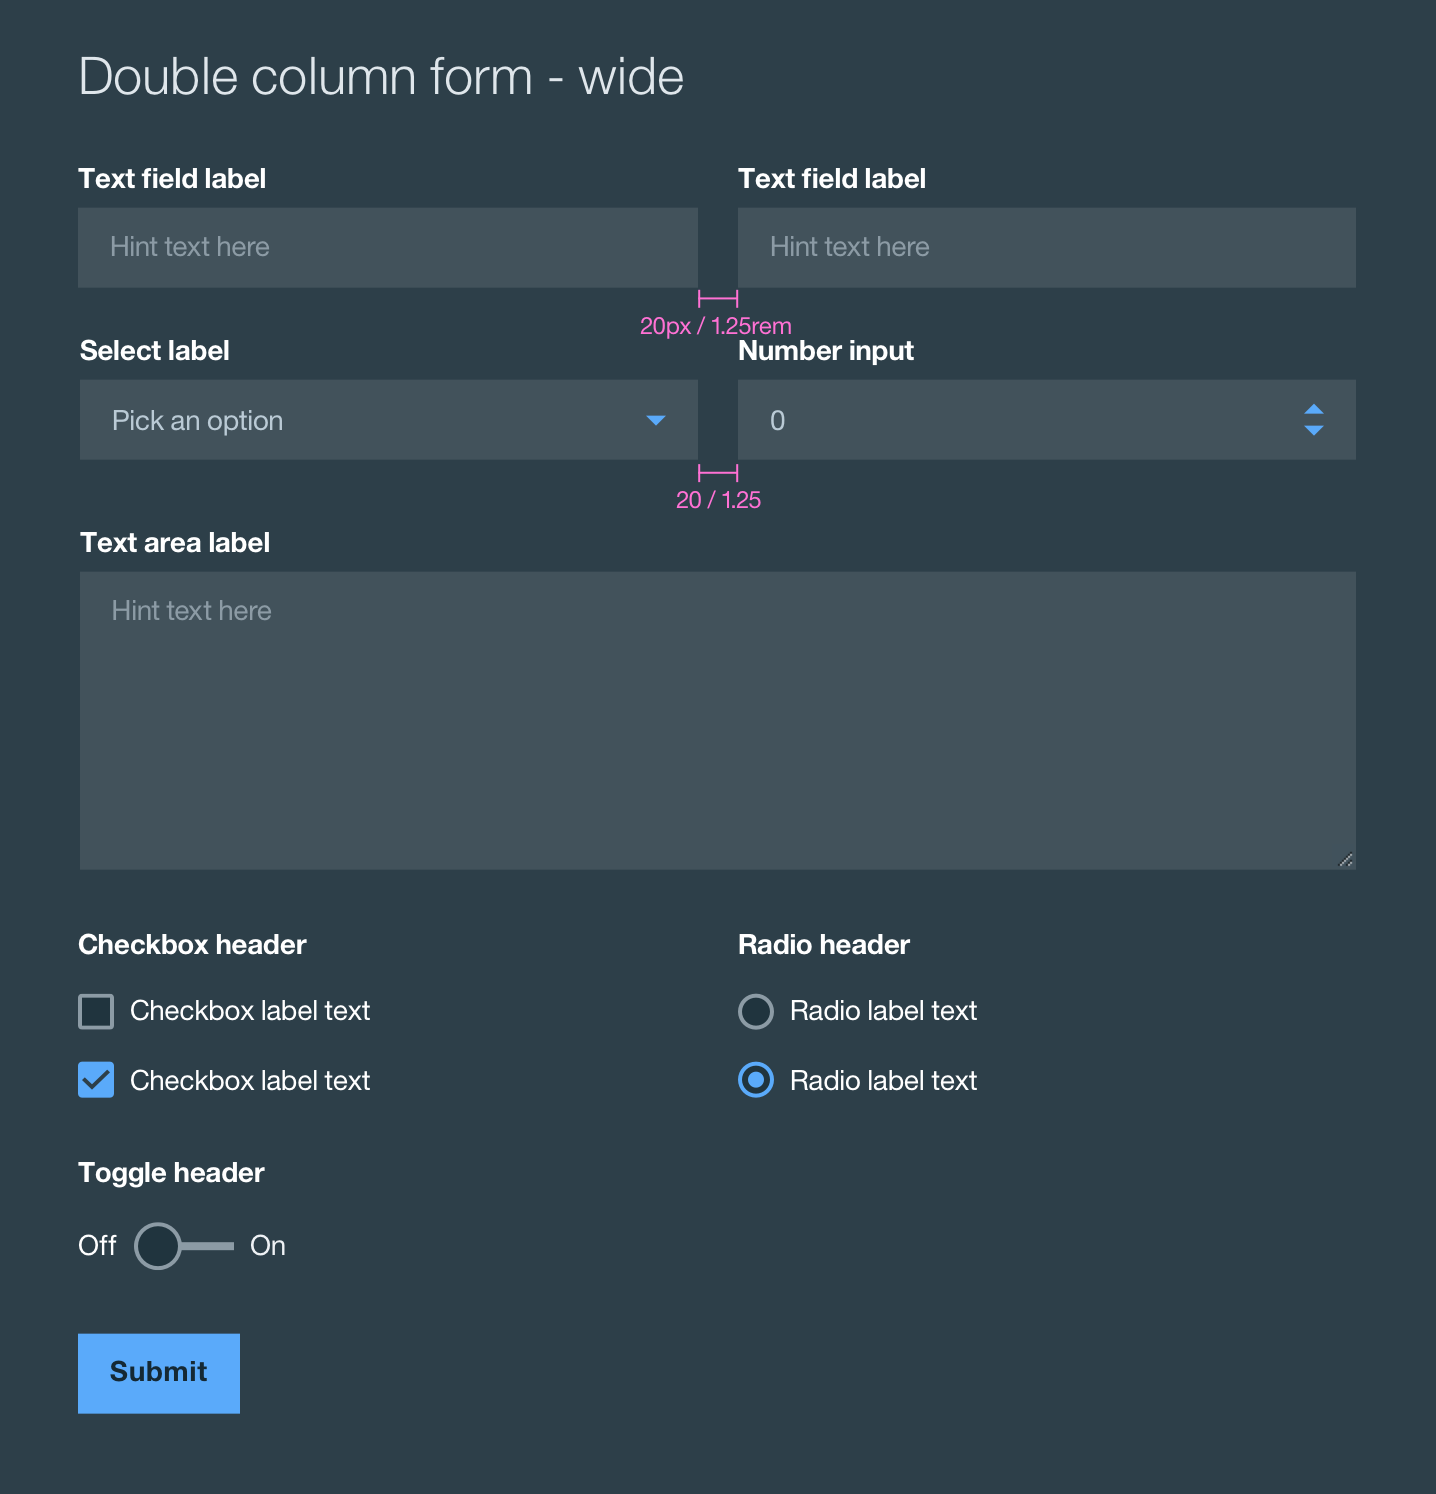 Double column form - wide
Text field label
Text field label
Hint text here
Hint text here
20px / 1.25rem
Select label
Number input
Pick an option
0
20 / 1.25
Text area label
Hint text here
Checkbox header
Radio header
Checkbox label text
Radio label text
Checkbox label text
Radio label text
Toggle header
Off
On
Submit